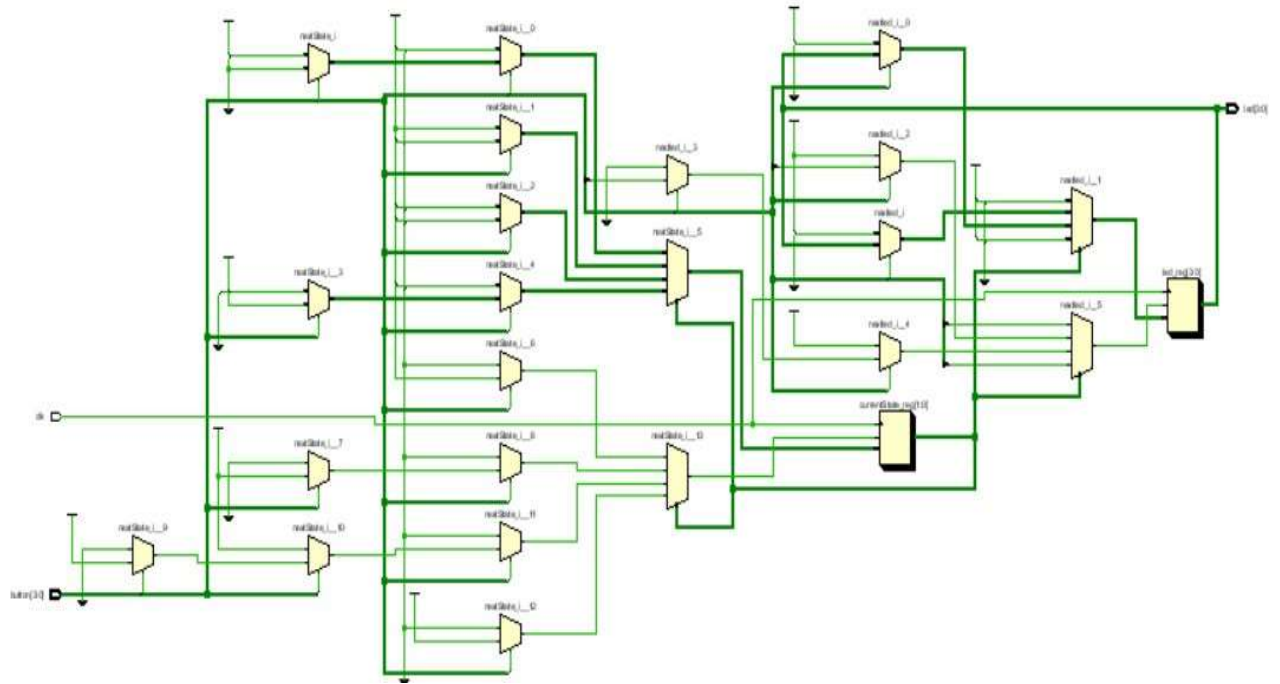 nextState_i
nextState_i__0
nextled_i__0
nextState_i__1
led[3:0]
nextled_i__2
nextled_i__3
nextState_i__2
nextled_i__1
nextled_i
nextState_i__5
nextState_i__3
nextState_i__4
led_reg[3:0]
nextled_i__5
nextled_i__4
nextState_i__6
currentState_reg[1:0]
clk
nextState_i__7
nextState_i__8
nextState_i__13
nextState_i__9
nextState_i__10
nextState_i__11
button[3:0]
nextState_i__12